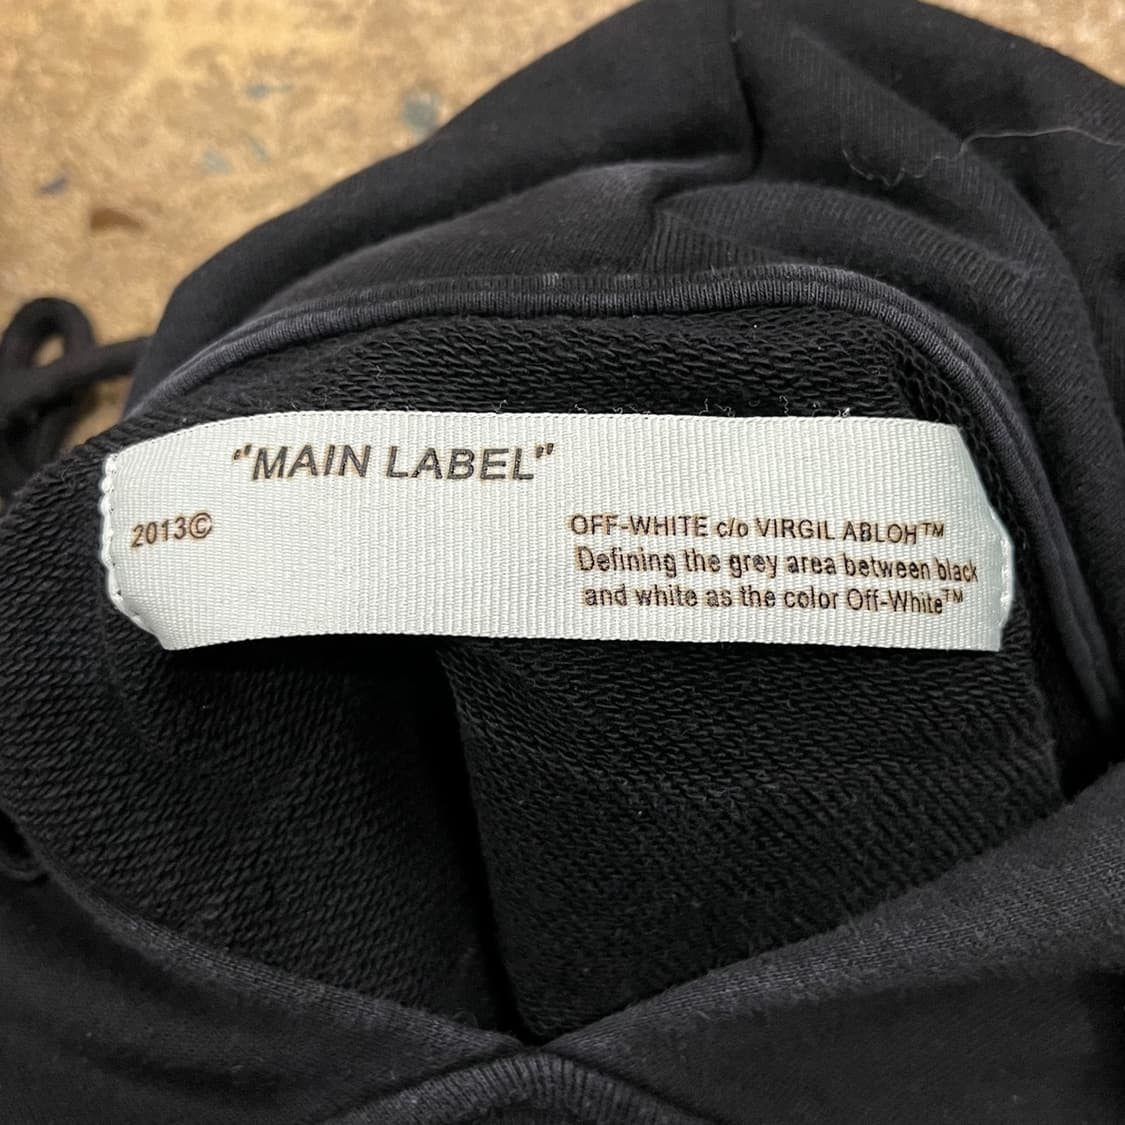 "MAIN LABEL"
2013©
OFF-WHITE c/o VIRGIL ABLOH™
Defining the grey area between black
and white as the color Off-White™